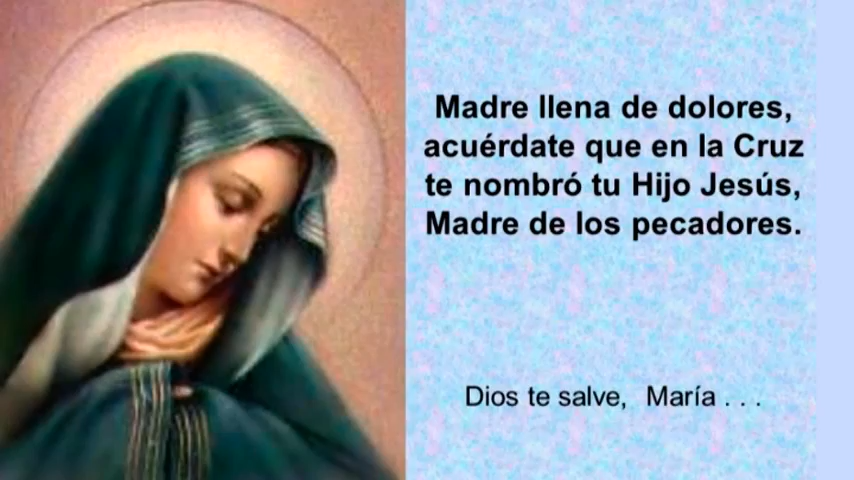 Madre llena de dolores,
acuérdate que en la Cruz
te nombró tu Hijo Jesús,
Madre de los pecadores.
Dios te salve, María . . .